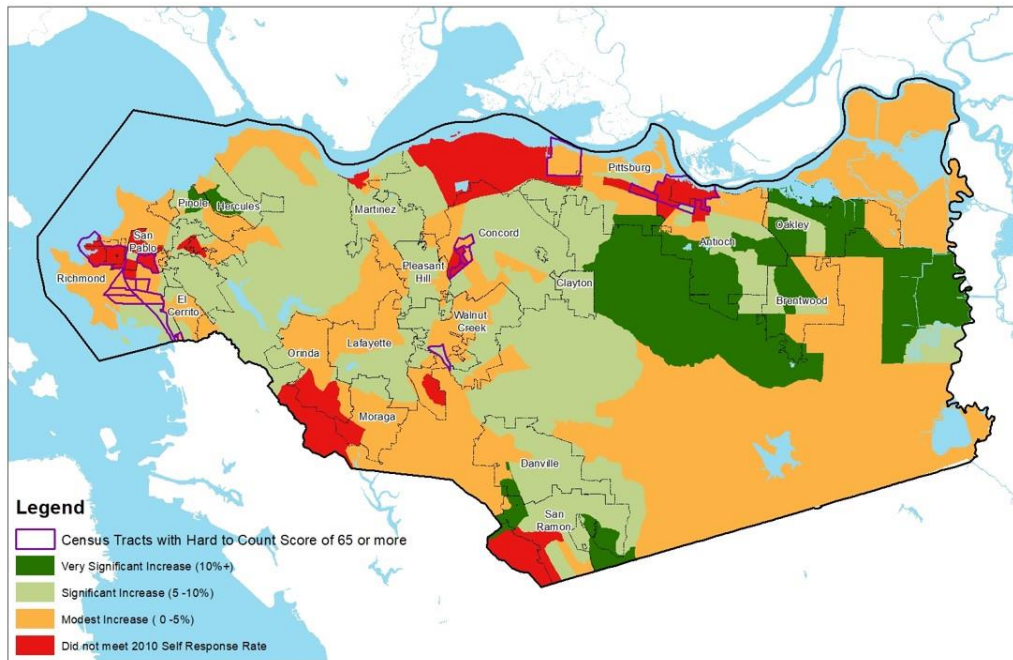 Pittsburg
Pinole
Hercules
Martinez
San
Pablo
Concord
Oakley
Antioch
Richmond
Pleasant
Hill
El
Cerrito
Clayton
Brentwood
Walnut
Creek
Lafayette
Orinda
Moraga
Danville
San
Ramon
Legend
Census Tracts with Hard to Count Score of 65 or more
Very Significant Increase (10%+)
Significant Increase (5 -10%)
Modest Increase ( 0 -5%)
Did not meet 2010 Self Response Rate